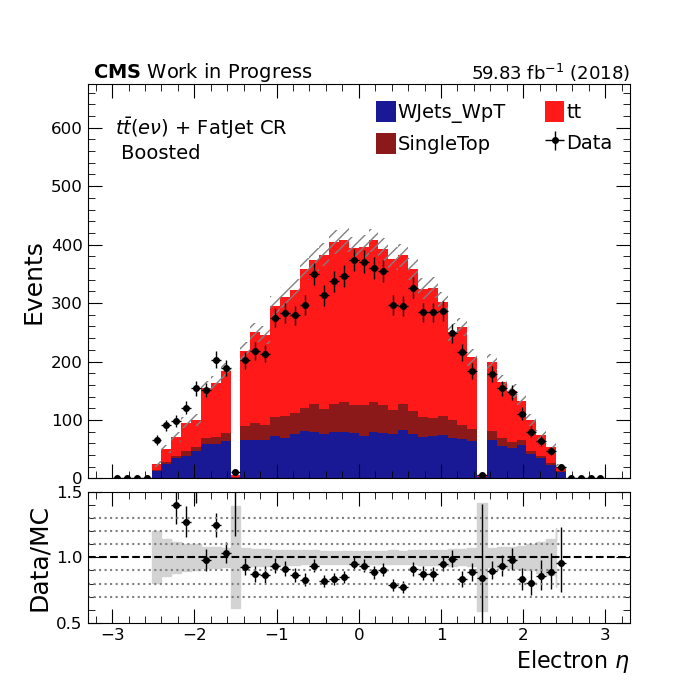 CMS Work in Progress 59.83 fb⁻¹ (2018)
tt̄(eν) + FatJet CR
Boosted
WJets_WpT tt
SingleTop Data
Events
600
500
400
300
200
100
0
Data/MC
1.5
1.0
0.5
−3 −2 −1 0 1 2 3
Electron η